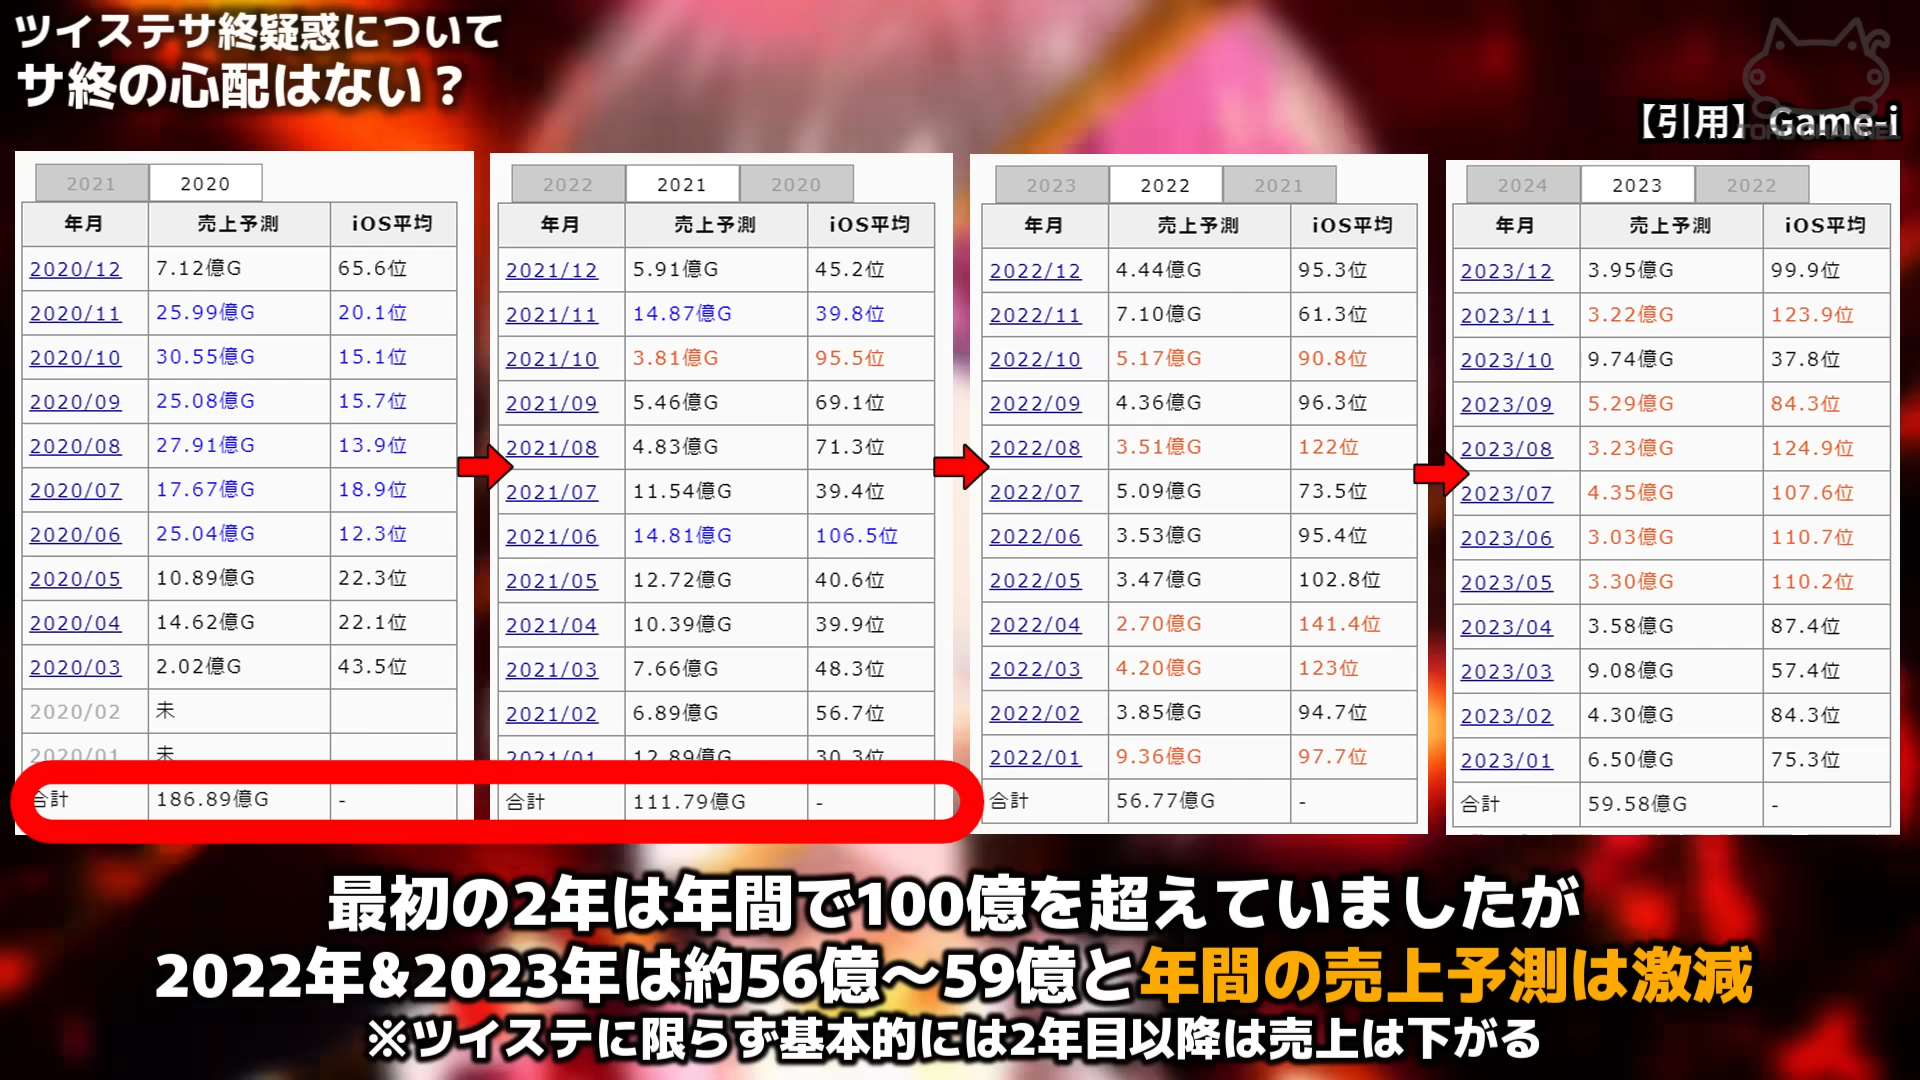 ツイステサ終疑惑について
サ終の心配はない？
【引用】Game-i
2021 2020
年月 売上予測 iOS平均
2020/12 7.12億G 65.6位
2020/11 25.99億G 20.1位
2020/10 30.55億G 15.1位
2020/09 25.08億G 15.7位
2020/08 27.91億G 13.9位
2020/07 17.67億G 18.9位
2020/06 25.04億G 12.3位
2020/05 10.89億G 22.3位
2020/04 14.62億G 22.1位
2020/03 2.02億G 43.5位
2020/02 未
2020/01 未
合計 186.89億G -
2022 2021 2020
年月 売上予測 iOS平均
2021/12 5.91億G 45.2位
2021/11 14.87億G 39.8位
2021/10 3.81億G 95.5位
2021/09 5.46億G 69.1位
2021/08 4.83億G 71.3位
2021/07 11.54億G 39.4位
2021/06 14.81億G 106.5位
2021/05 12.72億G 40.6位
2021/04 10.39億G 39.9位
2021/03 7.66億G 48.3位
2021/02 6.89億G 56.7位
2021/01 12.89億G 30.3位
合計 111.79億G -
2023 2022 2021
年月 売上予測 iOS平均
2022/12 4.44億G 95.3位
2022/11 7.10億G 61.3位
2022/10 5.17億G 90.8位
2022/09 4.36億G 96.3位
2022/08 3.51億G 122位
2022/07 5.09億G 73.5位
2022/06 3.53億G 95.4位
2022/05 3.47億G 102.8位
2022/04 2.70億G 141.4位
2022/03 4.20億G 123位
2022/02 3.85億G 94.7位
2022/01 9.36億G 97.7位
合計 56.77億G -
2024 2023 2022
年月 売上予測 iOS平均
2023/12 3.95億G 99.9位
2023/11 3.22億G 123.9位
2023/10 9.74億G 37.8位
2023/09 5.29億G 84.3位
2023/08 3.23億G 124.9位
2023/07 4.35億G 107.6位
2023/06 3.03億G 110.7位
2023/05 3.30億G 110.2位
2023/04 3.58億G 87.4位
2023/03 9.08億G 57.4位
2023/02 4.30億G 84.3位
2023/01 6.50億G 75.3位
合計 59.58億G -
最初の2年は年間で100億を超えていましたが
2022年&2023年は約56億〜59億と年間の売上予測は激減
※ツイステに限らず基本的には2年目以降は売上は下がる